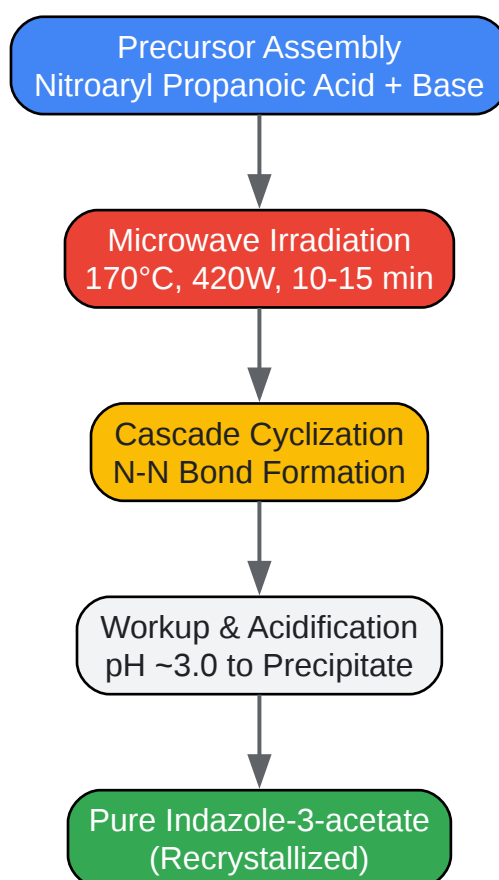 Precursor Assembly
Nitroaryl Propanoic Acid + Base
Microwave Irradiation
170°C, 420W, 10-15 min
Cascade Cyclization
N-N Bond Formation
Workup & Acidification
pH ~3.0 to Precipitate
Pure Indazole-3-acetate
(Recrystallized)